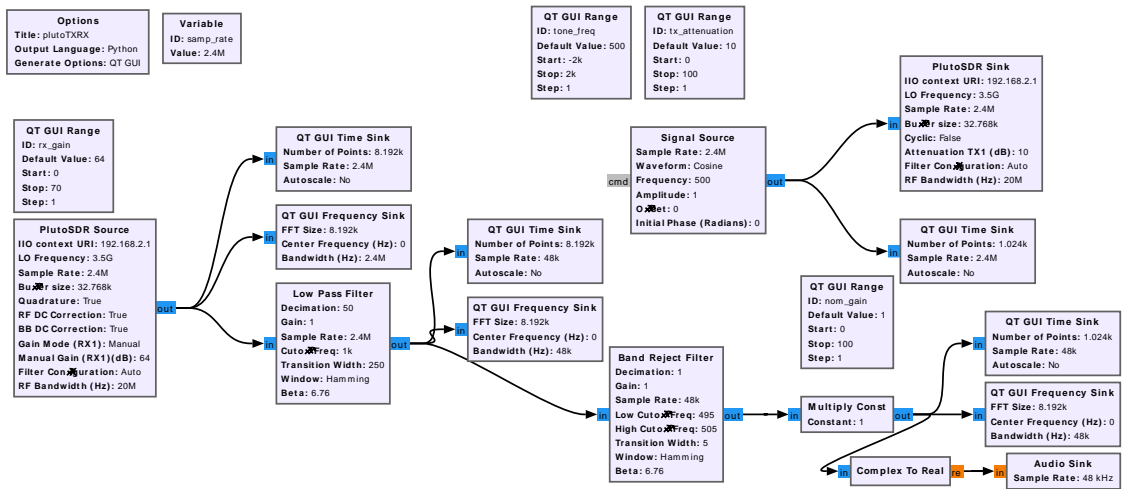 Options
Title: plutoTXRX
Output Language: Python
Generate Options: QT GUI
Variable
ID: samp_rate
Value: 2.4M
QT GUI Range
ID: tone_freq
Default Value: 500
Start: -2k
Stop: 2k
Step: 1
QT GUI Range
ID: tx_attenuation
Default Value: 10
Start: 0
Stop: 100
Step: 1
PlutoSDR Sink
IIO context URI: 192.168.2.1
LO Frequency: 3.5G
Sample Rate: 2.4M
size: 32.768k
Cyclic: False
Attenuation TX1 (dB): 10
Filter : Auto
RF Bandwidth (Hz): 20M
QT GUI Range
ID: rx_gain
Default Value: 64
Start: 0
Stop: 70
Step: 1
QT GUI Time Sink
Number of Points: 8.192k
Sample Rate: 2.4M
Autoscale: No
in
Signal Source
Sample Rate: 2.4M
Waveform: Cosine
Frequency: 500
Amplitude: 1
: 0
Initial Phase (Radians): 0
cmd
out
in
PlutoSDR Source
IIO context URI: 192.168.2.1
LO Frequency: 3.5G
Sample Rate: 2.4M
size: 32.768k
Quadrature: True
RF DC Correction: True
BB DC Correction: True
Gain Mode (RX1): Manual
Manual Gain (RX1)(dB): 64
Filter : Auto
RF Bandwidth (Hz): 20M
out
QT GUI Frequency Sink
FFT Size: 8.192k
Center Frequency (Hz): 0
Bandwidth (Hz): 2.4M
in
QT GUI Time Sink
Number of Points: 8.192k
Sample Rate: 48k
Autoscale: No
in
QT GUI Time Sink
Number of Points: 1.024k
Sample Rate: 2.4M
Autoscale: No
in
Low Pass Filter
Decimation: 50
Gain: 1
Sample Rate: 2.4M
Freq: 1k
Transition Width: 250
Window: Hamming
Beta: 6.76
in
out
QT GUI Frequency Sink
FFT Size: 8.192k
Center Frequency (Hz): 0
Bandwidth (Hz): 48k
in
QT GUI Range
ID: nom_gain
Default Value: 1
Start: 0
Stop: 100
Step: 1
QT GUI Time Sink
Number of Points: 1.024k
Sample Rate: 48k
Autoscale: No
in
Band Reject Filter
Decimation: 1
Gain: 1
Sample Rate: 48k
Low Freq: 495
High Freq: 505
Transition Width: 5
Window: Hamming
Beta: 6.76
in
out
Multiply Const
Constant: 1
in
out
QT GUI Frequency Sink
FFT Size: 8.192k
Center Frequency (Hz): 0
Bandwidth (Hz): 48k
in
Complex To Real
in
re
Audio Sink
Sample Rate: 48 kHz
in